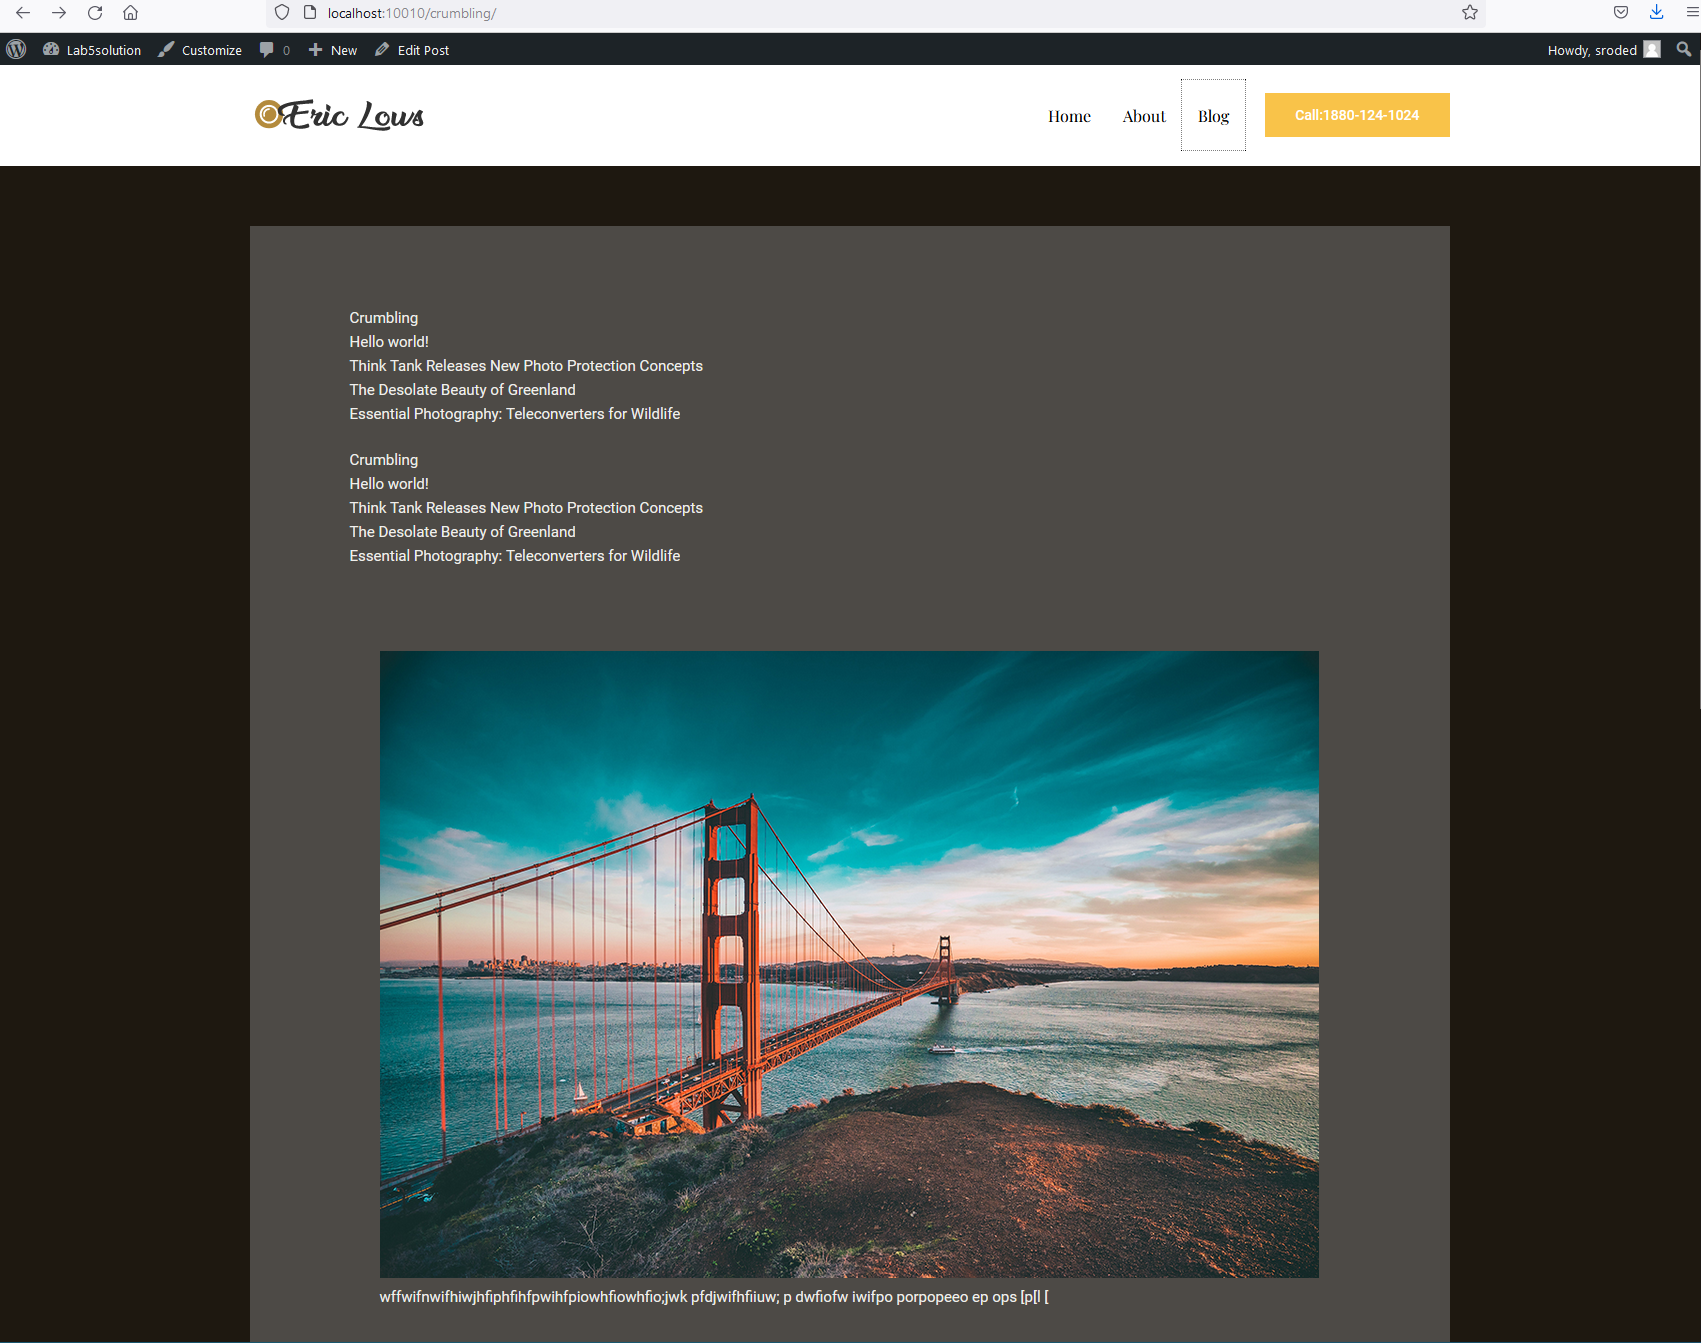 localhost:10010/crumbling/
Lab5solution Customize 0 New Edit Post Howdy, sroded
Eric Lows Home About Blog Call:1880-124-1024
Crumbling
Hello world!
Think Tank Releases New Photo Protection Concepts
The Desolate Beauty of Greenland
Essential Photography: Teleconverters for Wildlife
Crumbling
Hello world!
Think Tank Releases New Photo Protection Concepts
The Desolate Beauty of Greenland
Essential Photography: Teleconverters for Wildlife
wffwifnwifhiwjhfiphfihfpwihfpiowhfiowhfio;jwk pfdjwifhfiiuw; p dwfiofw iwifpo porpopeeo ep ops [p[l [